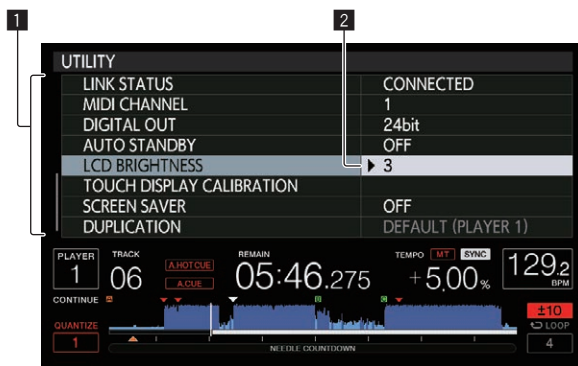 1 2
UTILITY
LINK STATUS CONNECTED
MIDI CHANNEL 1
DIGITAL OUT 24bit
AUTO STANDBY OFF
LCD BRIGHTNESS 3
TOUCH DISPLAY CALIBRATION
SCREEN SAVER OFF
DUPLICATION DEFAULT (PLAYER 1)
PLAYER TRACK REMAIN TEMPO MT SYNC
1 06 A.HOT CUE 05:46.275 +5.00% 129.2
A.CUE BPM
CONTINUE A B C
QUANTIZE ±10
LOOP
1 NEEDLE COUNTDOWN 4